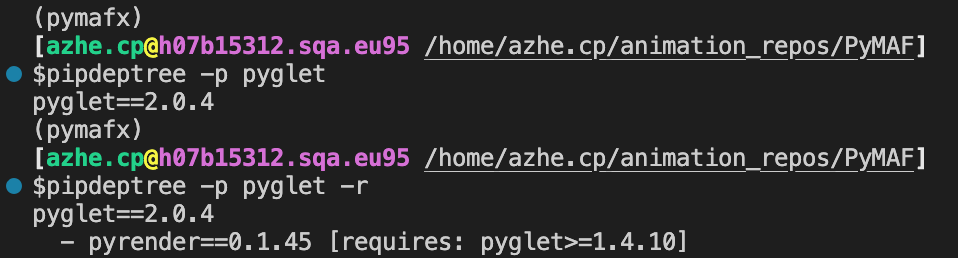 (pymafx)
[azhe.cp@h07b15312.sqa.eu95 /home/azhe.cp/animation_repos/PyMAF]
$pipdeptree -p pyglet
pyglet==2.0.4
(pymafx)
[azhe.cp@h07b15312.sqa.eu95 /home/azhe.cp/animation_repos/PyMAF]
$pipdeptree -p pyglet -r
pyglet==2.0.4
  - pyrender==0.1.45 [requires: pyglet>=1.4.10]